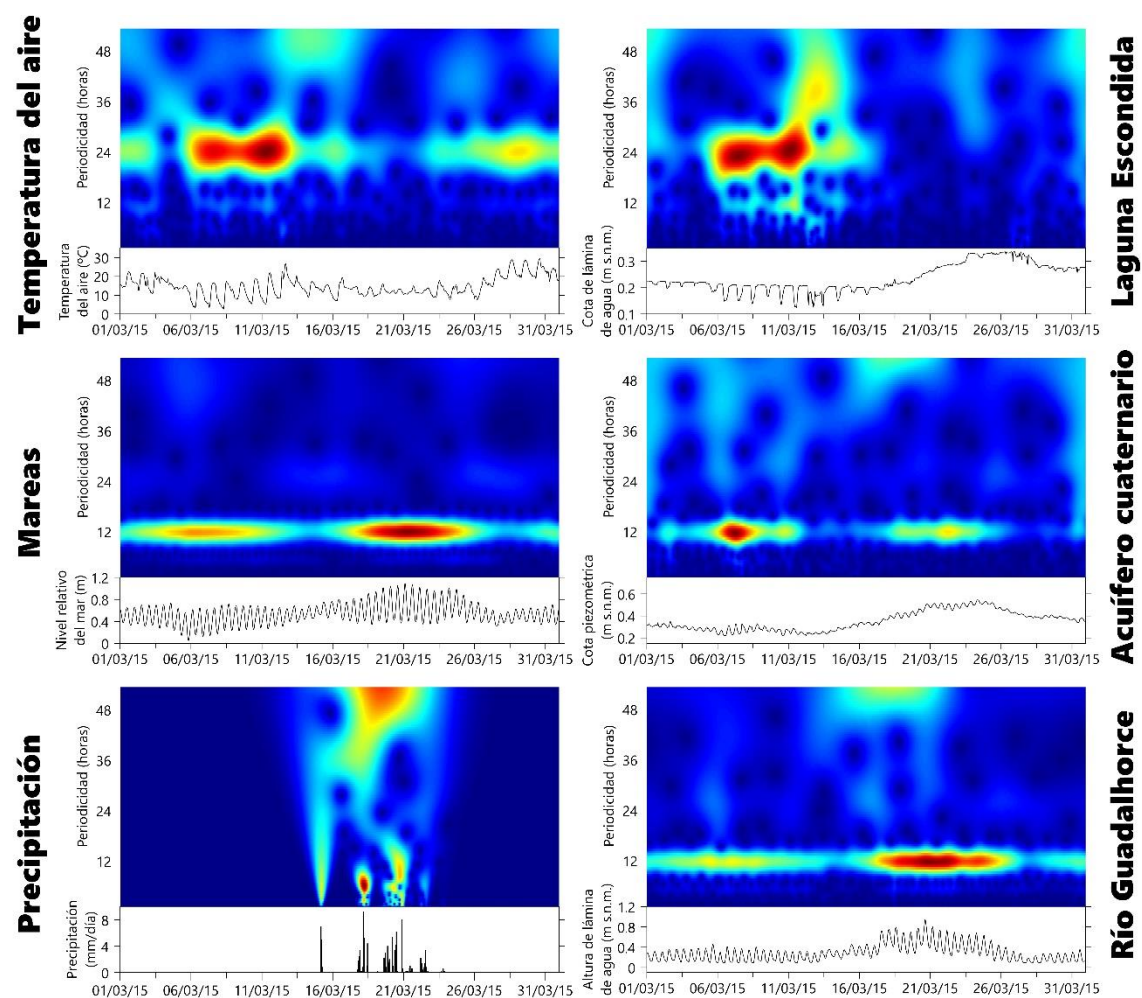 Temperatura del aire
Periodicidad (horas)
48
36
24
12
Temperatura
del aire (ºC)
30
20
10
0
01/03/15 06/03/15 11/03/15 16/03/15 21/03/15 26/03/15 31/03/15
Laguna Escondida
Periodicidad (horas)
48
36
24
12
Cota de lámina
de agua (m s.n.m.)
0.3
0.2
0.1
01/03/15 06/03/15 11/03/15 16/03/15 21/03/15 26/03/15 31/03/15
Mareas
Periodicidad (horas)
48
36
24
12
Nivel relativo
del mar (m)
1.2
0.8
0.4
0
01/03/15 06/03/15 11/03/15 16/03/15 21/03/15 26/03/15 31/03/15
Acuífero cuaternario
Periodicidad (horas)
48
36
24
12
Cota piezométrica
(m s.n.m.)
0.6
0.4
0.2
01/03/15 06/03/15 11/03/15 16/03/15 21/03/15 26/03/15 31/03/15
Precipitación
Periodicidad (horas)
48
36
24
12
Precipitación
(mm/día)
8
4
0
01/03/15 06/03/15 11/03/15 16/03/15 21/03/15 26/03/15 31/03/15
Río Guadalhorce
Periodicidad (horas)
48
36
24
12
Altura de lámina
de agua (m s.n.m.)
1.2
0.8
0.4
0
01/03/15 06/03/15 11/03/15 16/03/15 21/03/15 26/03/15 31/03/15